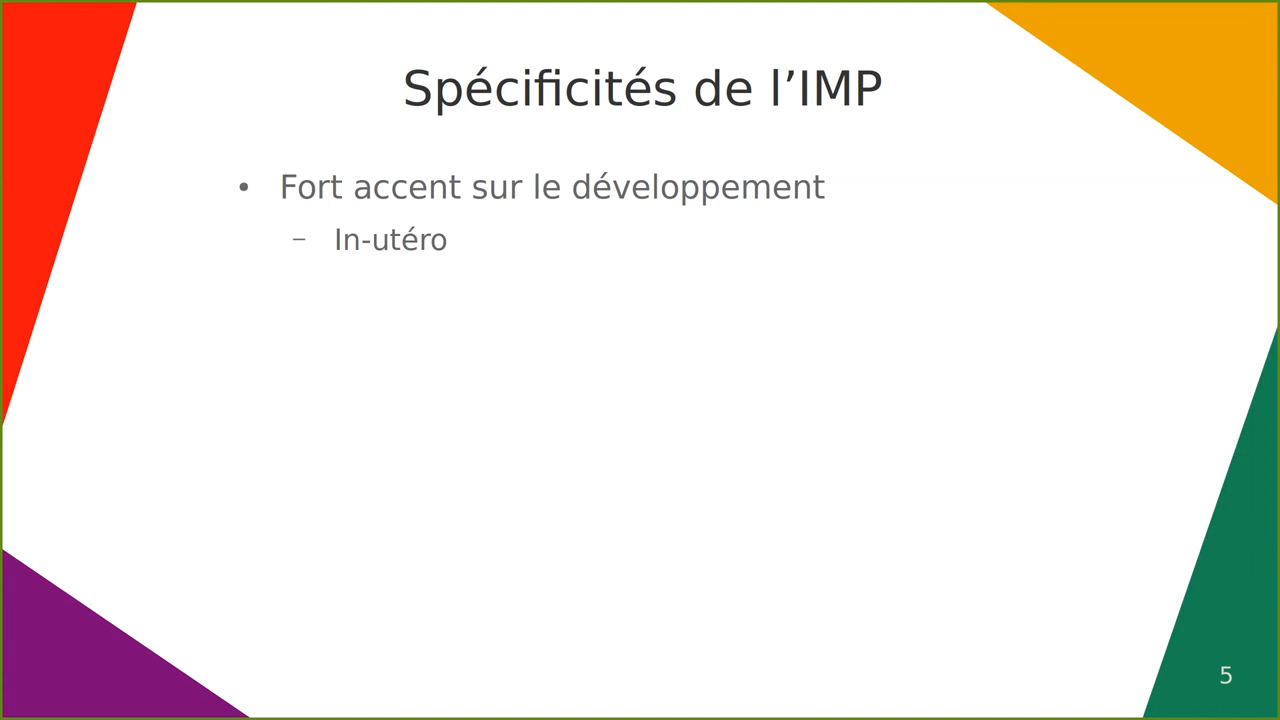 Spécificités de l’IMP
• Fort accent sur le développement
– In-utéro
5